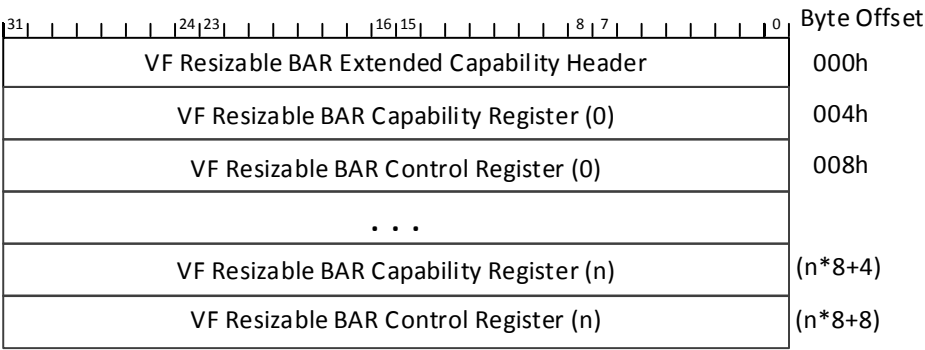 31 24 23 16 15 8 7 0 Byte Offset
VF Resizable BAR Extended Capability Header 000h
VF Resizable BAR Capability Register (0) 004h
VF Resizable BAR Control Register (0) 008h
. . .
VF Resizable BAR Capability Register (n) (n*8+4)
VF Resizable BAR Control Register (n) (n*8+8)